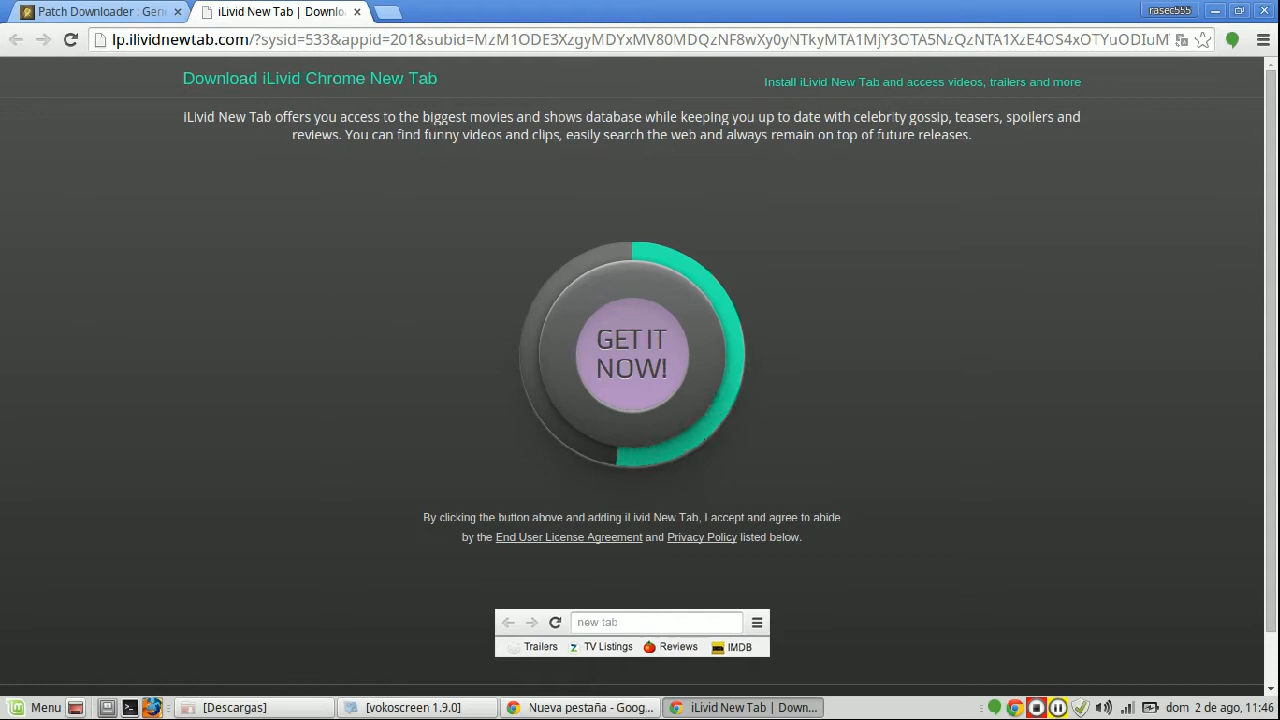 Patch Downloader : Gene
iLivid New Tab | Downlo
rasec555
lp.ilividnewtab.com/?sysid=533&appid=201&subid=MzM1ODE3XzgyMDYxMV80MDQzNF8wXy0yNTkyMTA1MjY3OTA5NzQzNTA1XzE4OS4xOTYuODIuM
Download iLivid Chrome New Tab
Install iLivid New Tab and access videos, trailers and more
iLivid New Tab offers you access to the biggest movies and shows database while keeping you up to date with celebrity gossip, teasers, spoilers and
reviews. You can find funny videos and clips, easily search the web and always remain on top of future releases.
GET IT
NOW!
By clicking the button above and adding iLivid New Tab, I accept and agree to abide
by the End User License Agreement and Privacy Policy listed below.
new tab
Trailers TV Listings Reviews IMDB
Menu [Descargas] [vokoscreen 1.9.0] Nueva pestaña - Goog... iLivid New Tab | Down... dom 2 de ago, 11:46